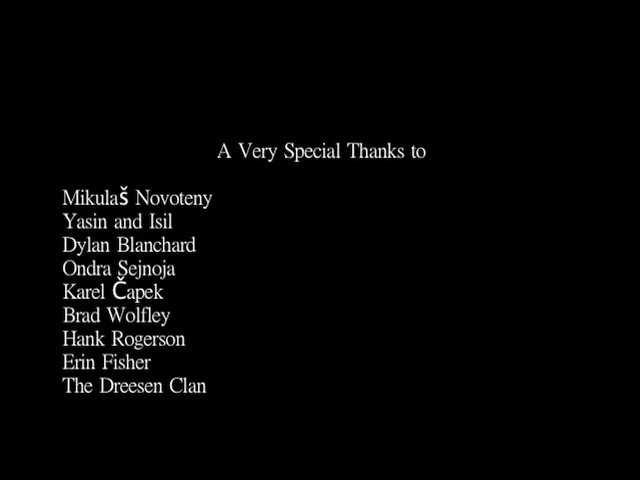 A Very Special Thanks to
Mikulaš Novoteny
Yasin and Isil
Dylan Blanchard
Ondra Sejnoja
Karel Čapek
Brad Wolfley
Hank Rogerson
Erin Fisher
The Dreesen Clan